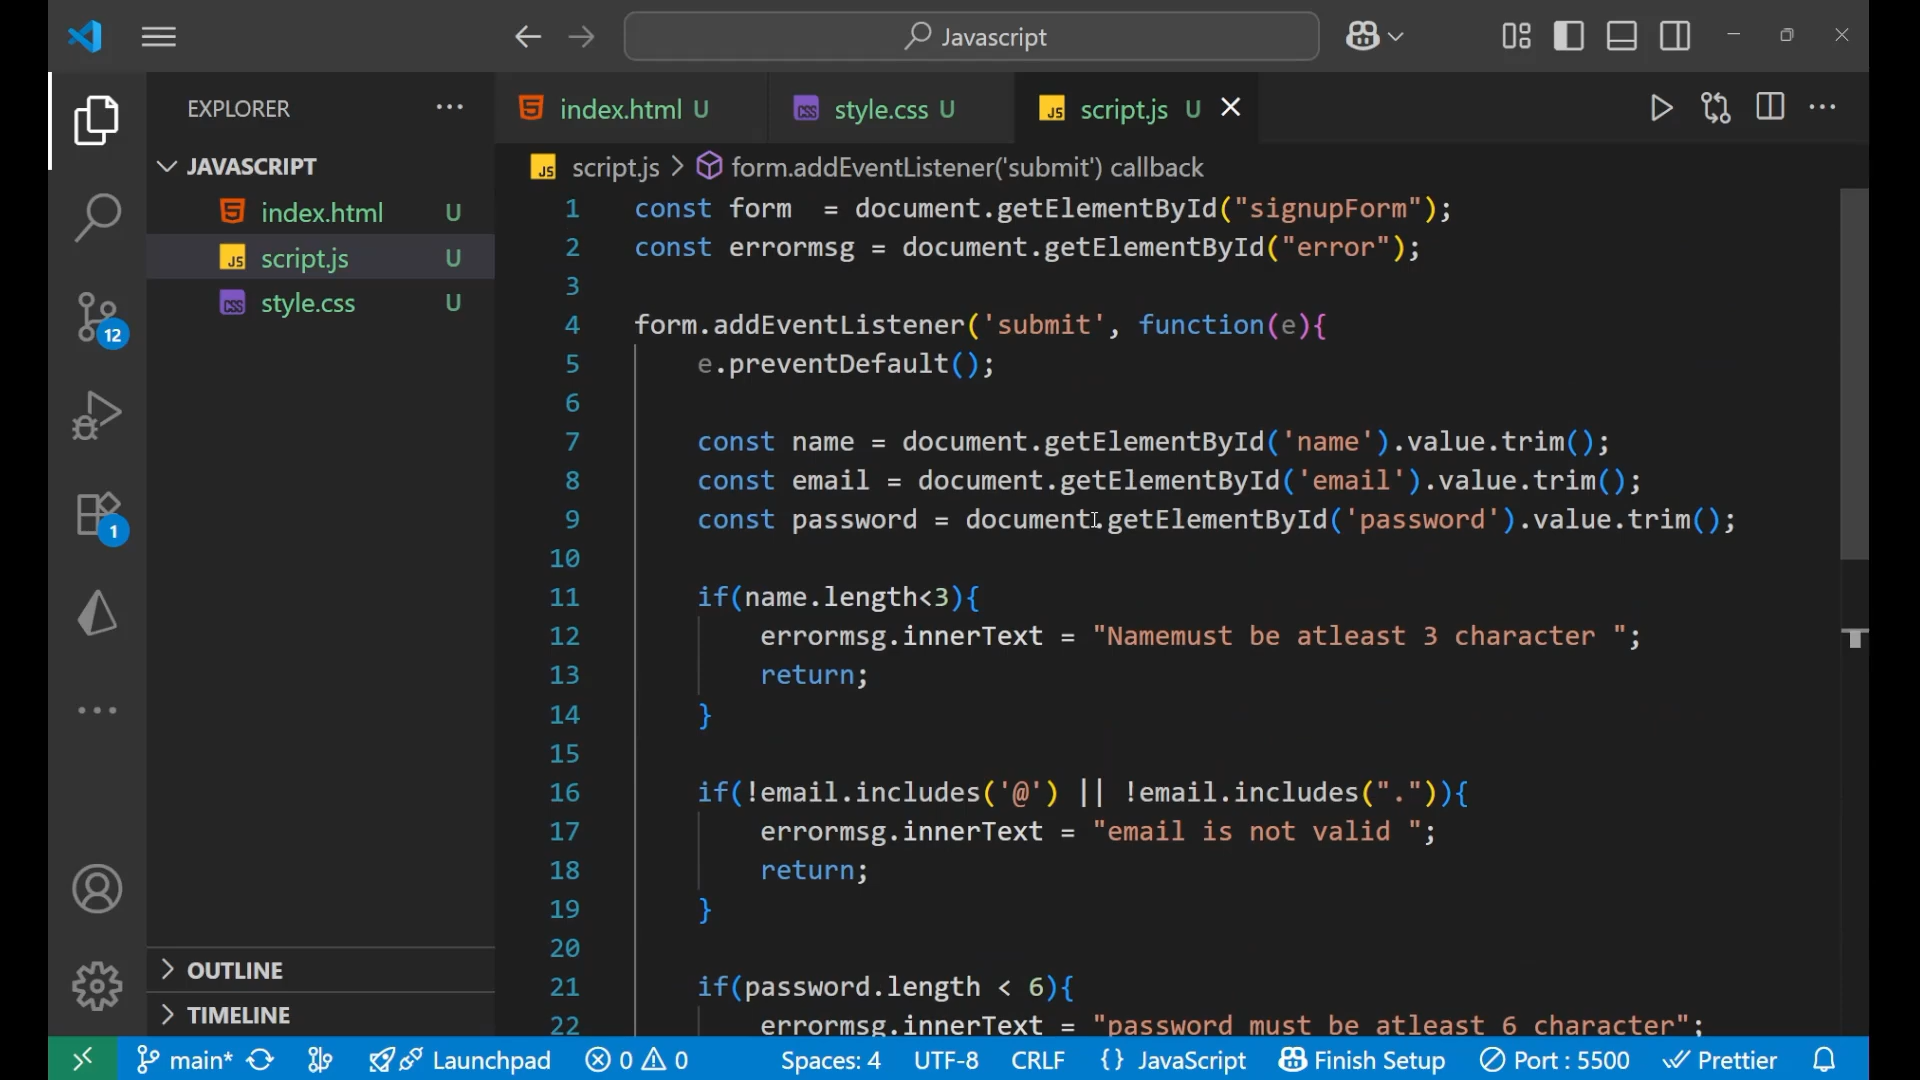 Javascript
EXPLORER
JAVASCRIPT
index.html U
script.js U
style.css U
OUTLINE
TIMELINE
12
1
index.html U
style.css U
script.js U
script.js > form.addEventListener('submit') callback
1 const form  = document.getElementById("signupForm");
2 const errormsg = document.getElementById("error");
3
4 form.addEventListener('submit', function(e){
5 e.preventDefault();
6
7 const name = document.getElementById('name').value.trim();
8 const email = document.getElementById('email').value.trim();
9 const password = document.getElementById('password').value.trim();
10
11 if(name.length<3){
12 errormsg.innerText = "Namemust be atleast 3 character ";
13 return;
14 }
15
16 if(!email.includes('@') || !email.includes(".")){
17 errormsg.innerText = "email is not valid ";
18 return;
19 }
20
21 if(password.length < 6){
22 errormsg.innerText = "password must be atleast 6 character";
main* Launchpad 0 0 Spaces: 4 UTF-8 CRLF {} JavaScript Finish Setup Port : 5500 Prettier